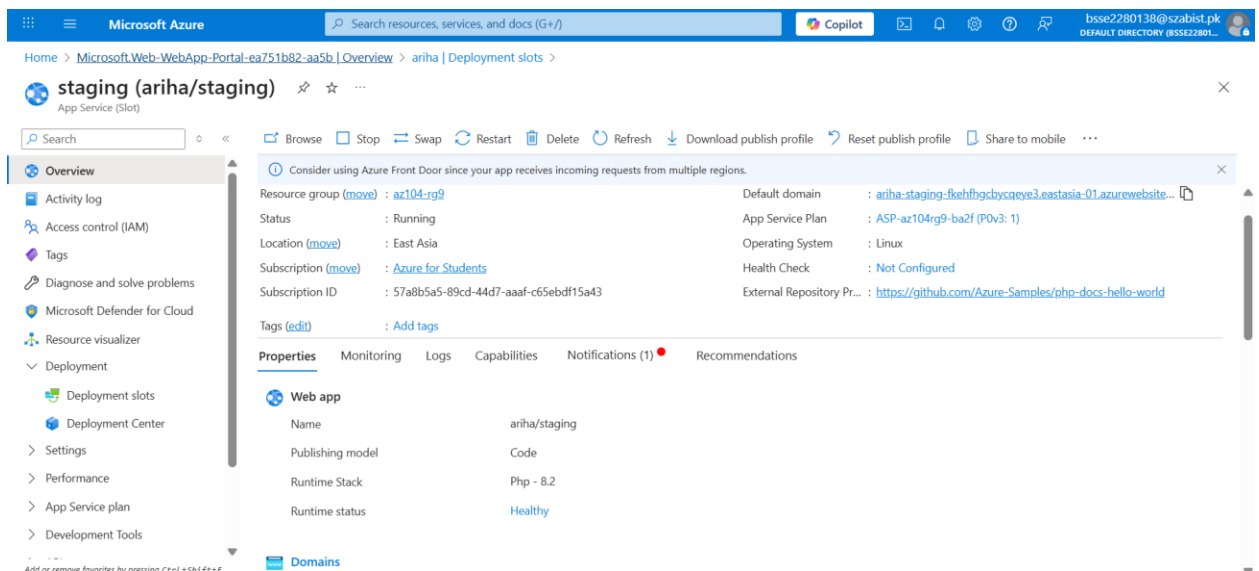 Microsoft Azure
Search resources, services, and docs (G+/)
Copilot
bsse2280138@szabist.pk
DEFAULT DIRECTORY (BSSE22801...
Home > Microsoft.Web-WebApp-Portal-ea751b82-aa5b | Overview > ariha | Deployment slots >
staging (ariha/staging)
App Service (Slot)
Search
Browse Stop Swap Restart Delete Refresh Download publish profile Reset publish profile Share to mobile
Overview
Activity log
Access control (IAM)
Tags
Diagnose and solve problems
Microsoft Defender for Cloud
Resource visualizer
Deployment
Deployment slots
Deployment Center
Settings
Performance
App Service plan
Development Tools
Add or remove favorites by pressing Ctrl+Shift+F
Consider using Azure Front Door since your app receives incoming requests from multiple regions.
Resource group (move) : az104-rg9
Status : Running
Location (move) : East Asia
Subscription (move) : Azure for Students
Subscription ID : 57a8b5a5-89cd-44d7-aaaf-c65ebdf15a43
Tags (edit) : Add tags
Default domain : ariha-staging-fkehfhgcbycqeye3.eastasia-01.azurewebsite...
App Service Plan : ASP-az104rg9-ba2f (P0v3: 1)
Operating System : Linux
Health Check : Not Configured
External Repository Pr... : https://github.com/Azure-Samples/php-docs-hello-world
Properties Monitoring Logs Capabilities Notifications (1) Recommendations
Web app
Name ariha/staging
Publishing model Code
Runtime Stack Php - 8.2
Runtime status Healthy
Domains